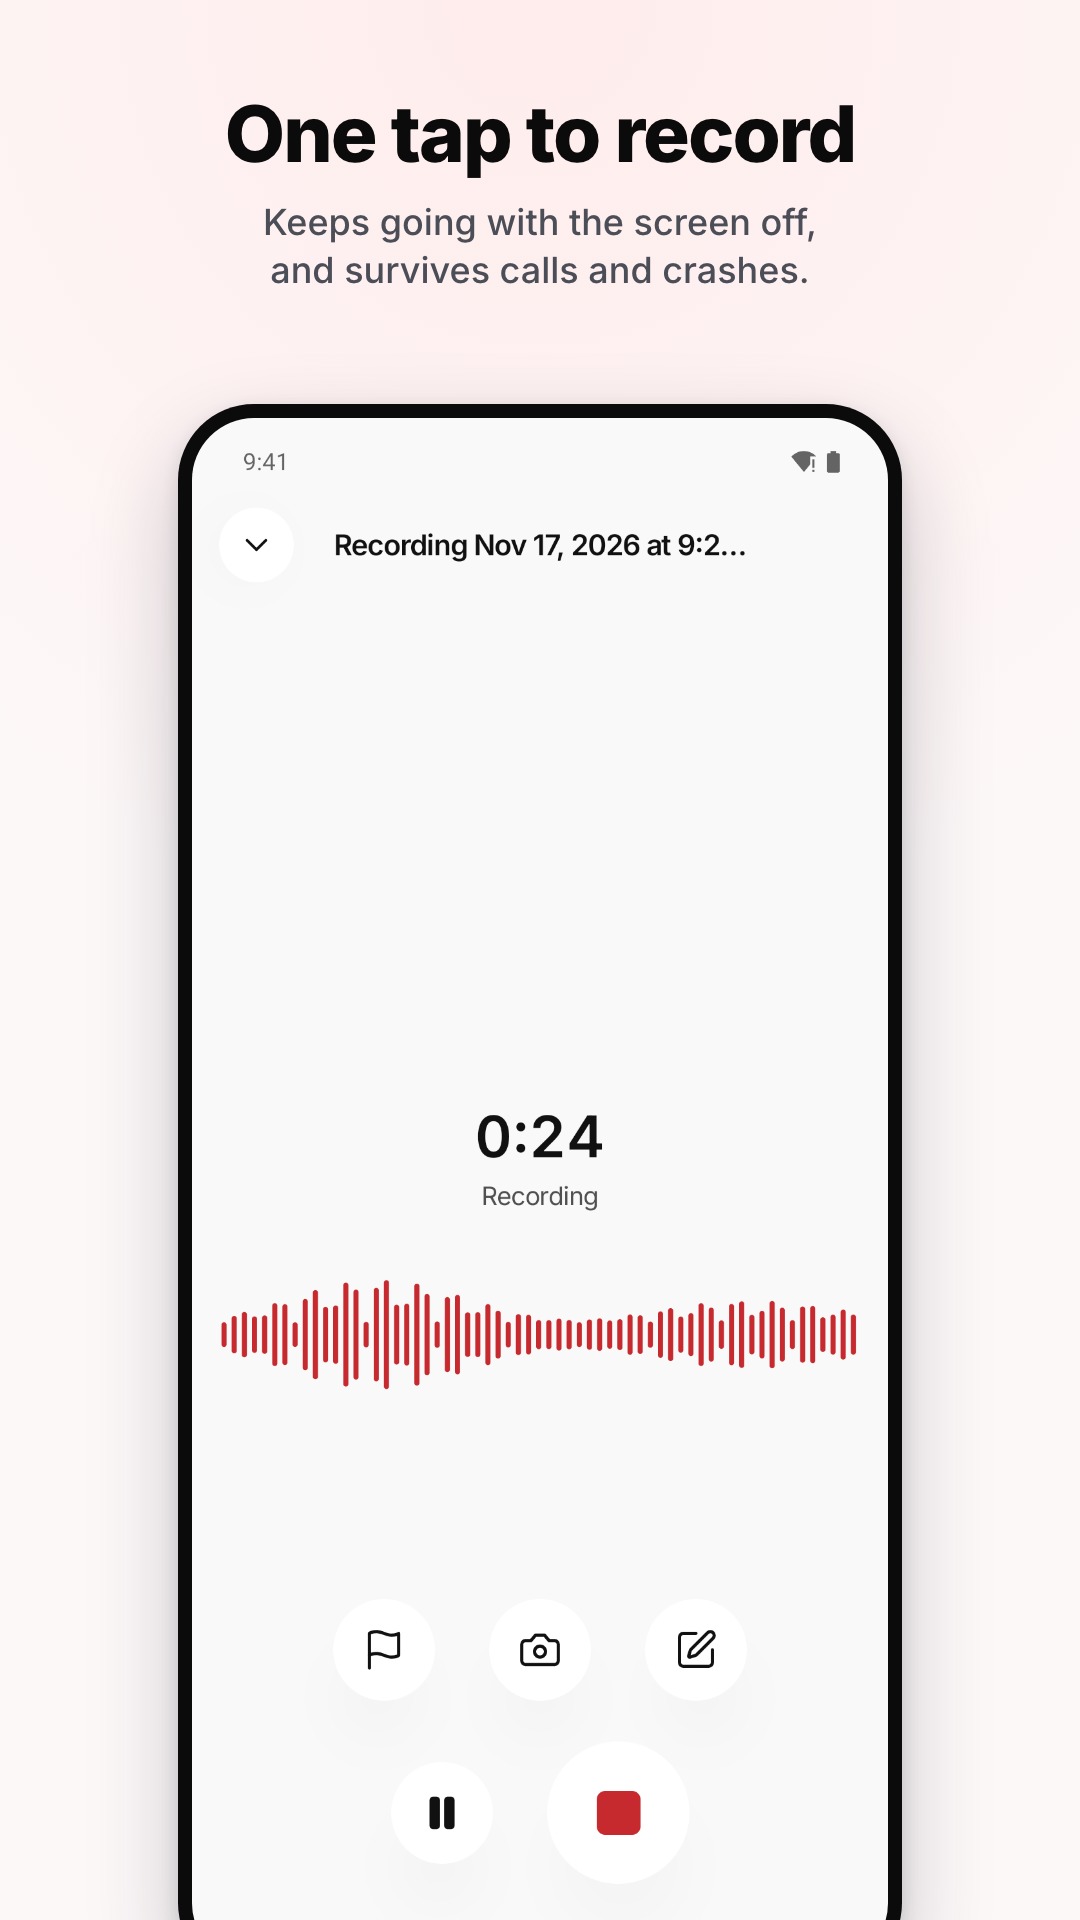 One tap to record
Keeps going with the screen off,
and survives calls and crashes.
9:41
Recording Nov 17, 2026 at 9:2...
0:24
Recording